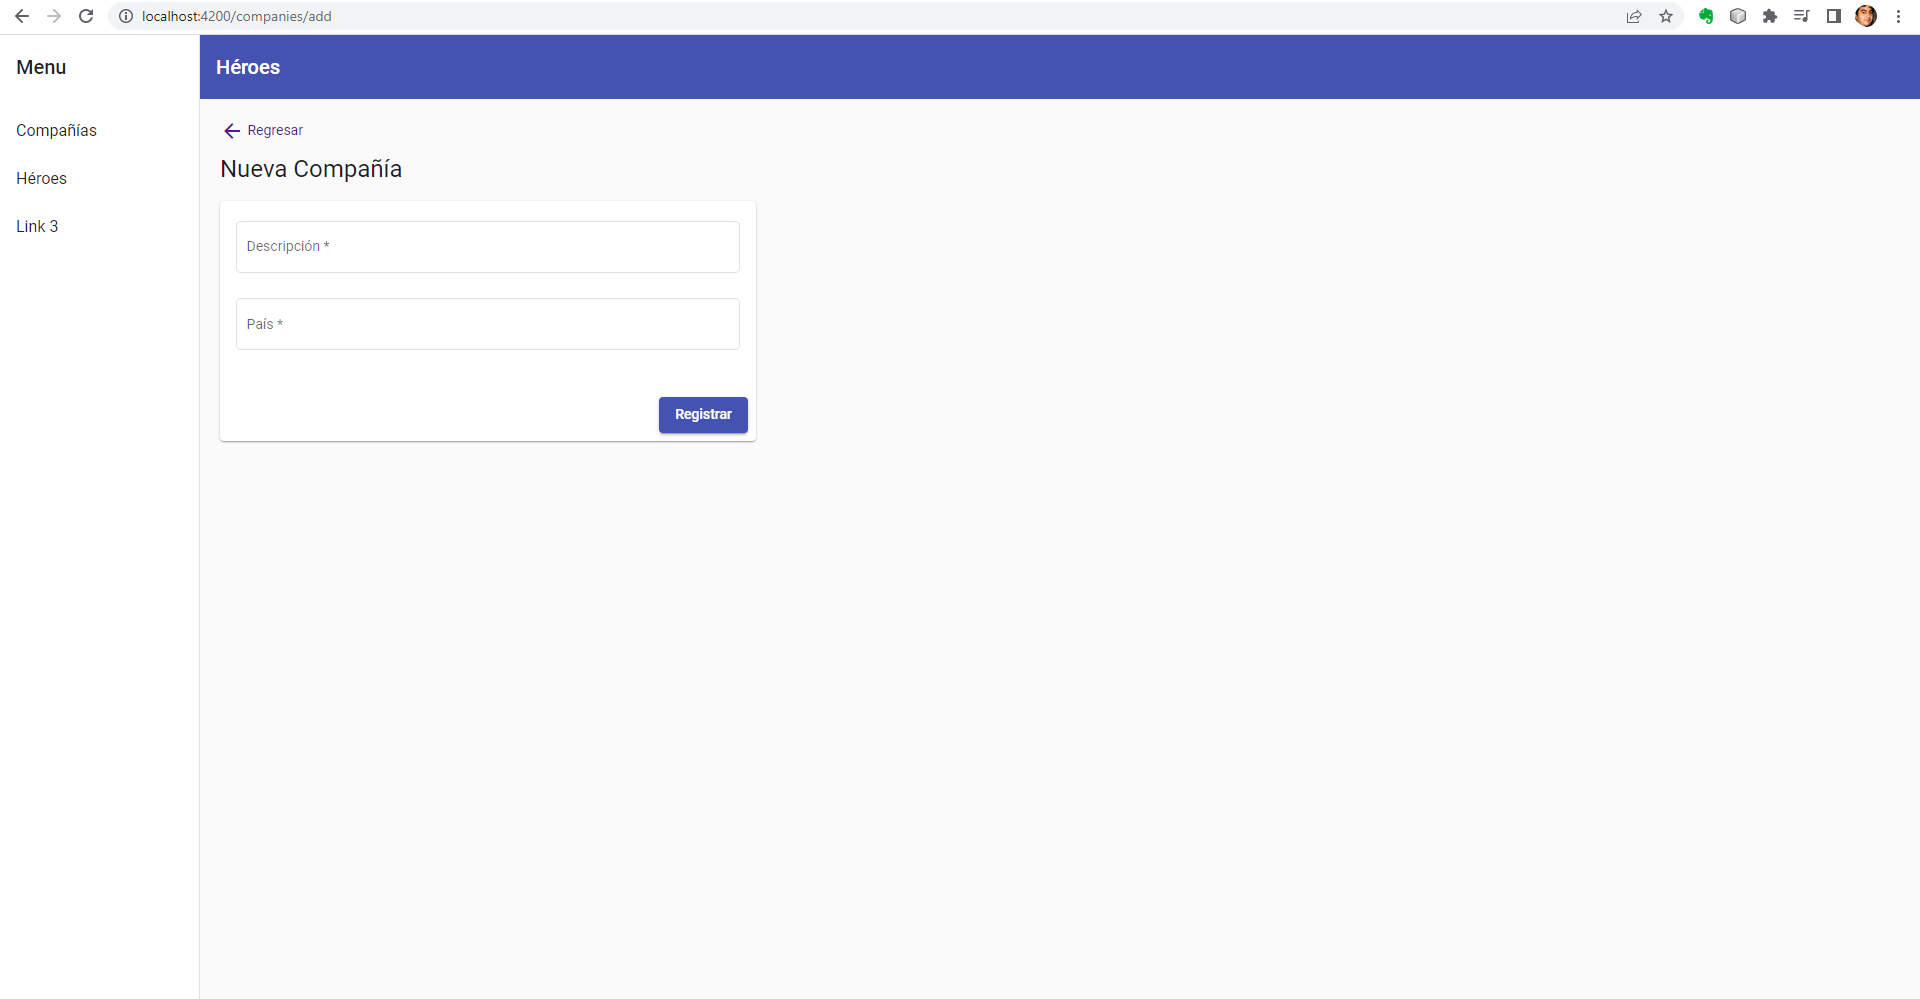 localhost:4200/companies/add
Menu
Héroes
Compañías
Héroes
Link 3
Regresar
Nueva Compañía
Descripción *
País *
Registrar